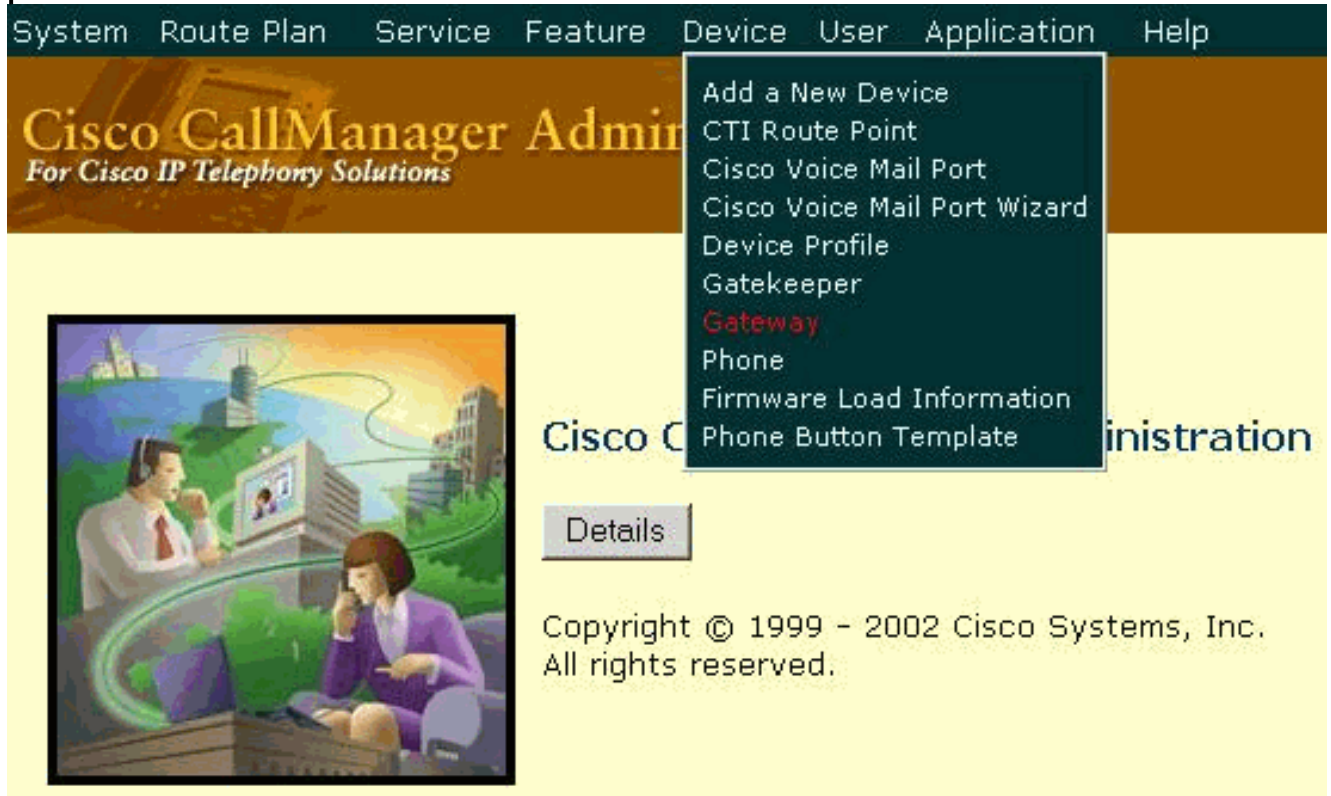 System Route Plan Service Feature Device User Application Help
Cisco CallManager Admin
For Cisco IP Telephony Solutions
Add a New Device
CTI Route Point
Cisco Voice Mail Port
Cisco Voice Mail Port Wizard
Device Profile
Gatekeeper
Gateway
Phone
Firmware Load Information
Phone Button Template
Cisco C inistration
Details
Copyright © 1999 - 2002 Cisco Systems, Inc.
All rights reserved.